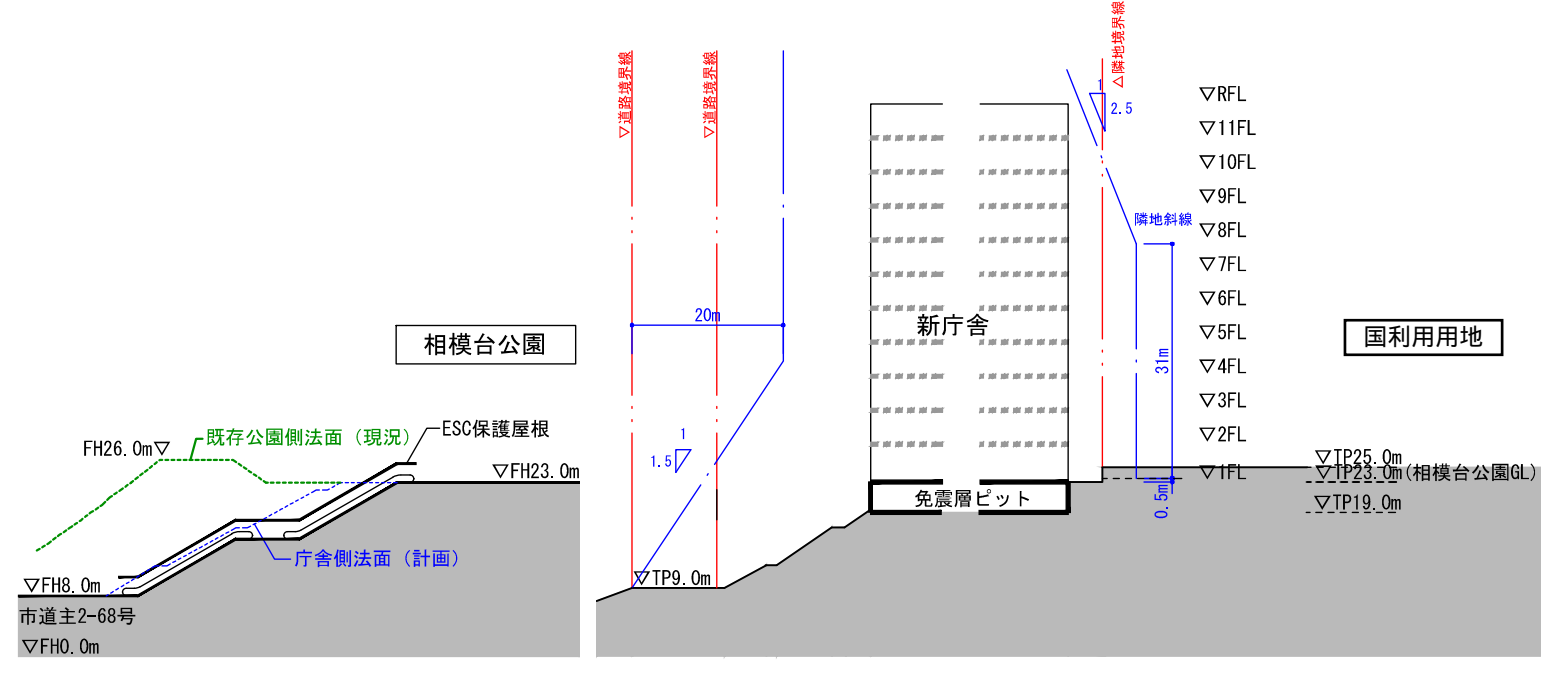 相模台公園
FH26.0m▽
既存公園側法面（現況）
ESC保護屋根
▽FH23.0m
庁舎側法面（計画）
▽FH8.0m
市道主2-68号
▽FH0.0m
▽道路境界線
▽道路境界線
△隣地境界線
1
2.5
隣地斜線
20m
1
1.5
31m
0.5m
新庁舎
免震層ピット
▽TP9.0m
▽RFL
▽11FL
▽10FL
▽9FL
▽8FL
▽7FL
▽6FL
▽5FL
▽4FL
▽3FL
▽2FL
▽1FL
国利用用地
▽TP25.0m
▽TP23.0m(相模台公園GL)
▽TP19.0m